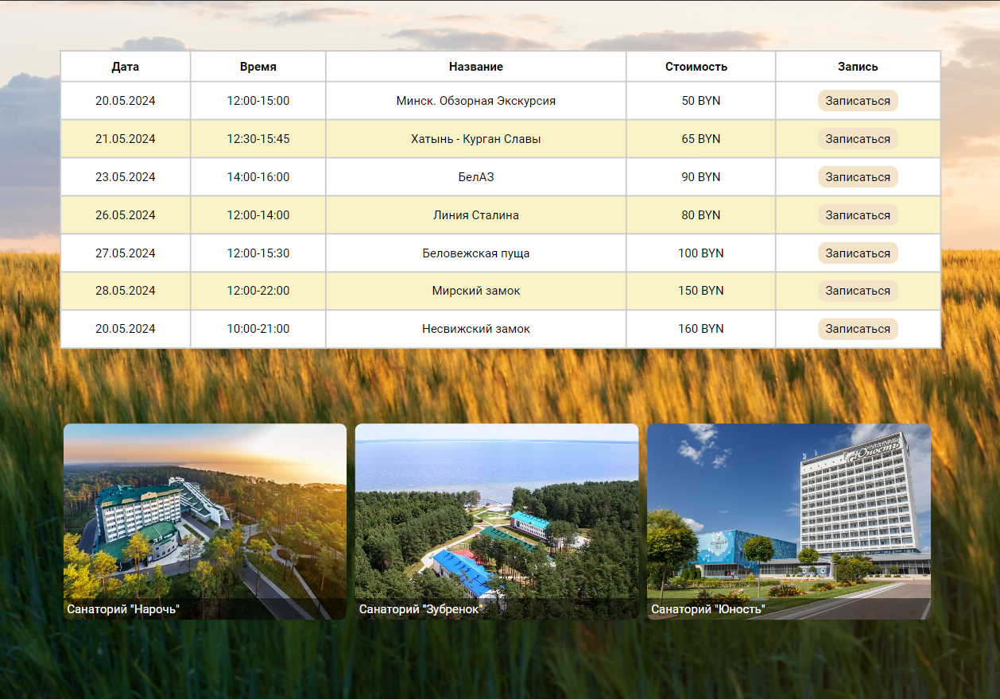 Дата Время Название Стоимость Запись
20.05.2024 12:00-15:00 Минск. Обзорная Экскурсия 50 BYN Записаться
21.05.2024 12:30-15:45 Хатынь - Курган Славы 65 BYN Записаться
23.05.2024 14:00-16:00 БелАЗ 90 BYN Записаться
26.05.2024 12:00-14:00 Линия Сталина 80 BYN Записаться
27.05.2024 12:00-15:30 Беловежская пуща 100 BYN Записаться
28.05.2024 12:00-22:00 Мирский замок 150 BYN Записаться
20.05.2024 10:00-21:00 Несвижский замок 160 BYN Записаться
Юность
Санаторий "Нарочь" Санаторий "Зубренок" Санаторий "Юность"